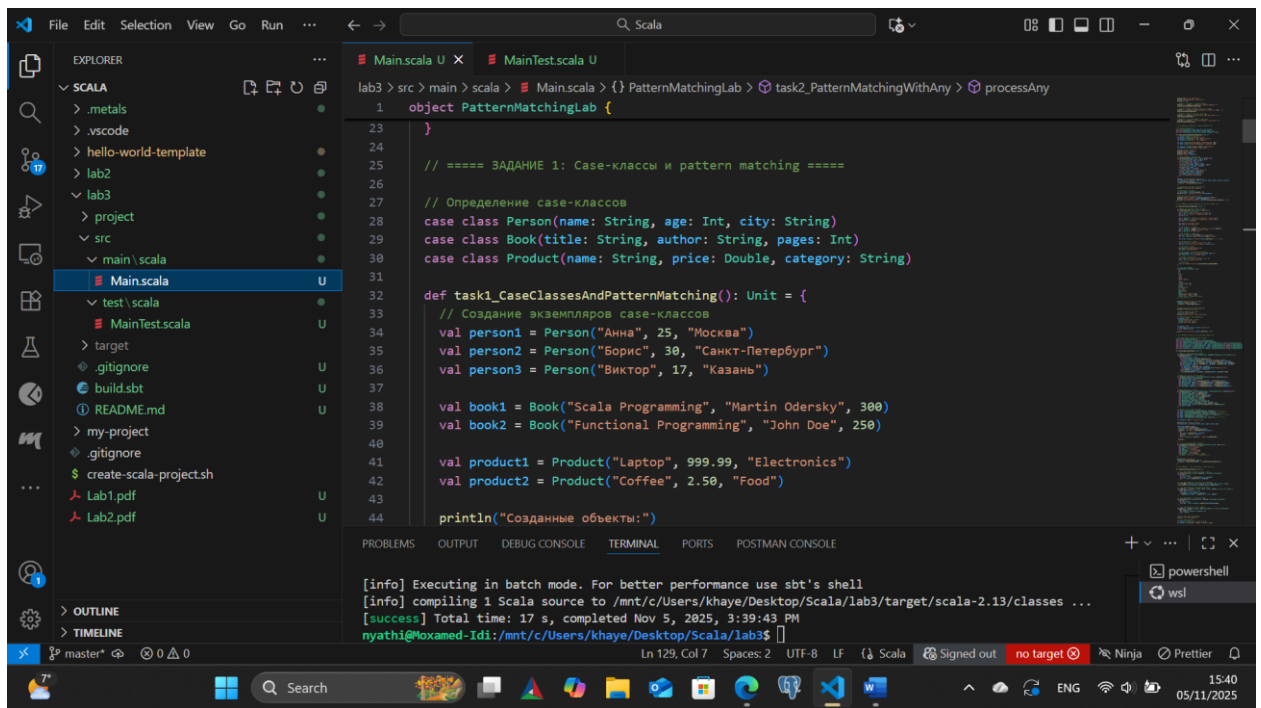 File Edit Selection View Go Run ··· ← → Scala
EXPLORER ···
SCALA
.metals
.vscode
hello-world-template
17
lab2
lab3
project
src
main\scala
Main.scala U
test\scala
MainTest.scala U
target
.gitignore U
build.sbt U
README.md U
my-project
.gitignore
$ create-scala-project.sh
Lab1.pdf U
Lab2.pdf U
1
OUTLINE
TIMELINE
Main.scala U × MainTest.scala U
lab3 > src > main > scala > Main.scala > {} PatternMatchingLab > task2_PatternMatchingWithAny > processAny
1 object PatternMatchingLab {
23 }
24
25 // ===== ЗАДАНИЕ 1: Case-классы и pattern matching =====
26
27 // Определение case-классов
28 case class Person(name: String, age: Int, city: String)
29 case class Book(title: String, author: String, pages: Int)
30 case class Product(name: String, price: Double, category: String)
31
32 def task1_CaseClassesAndPatternMatching(): Unit = {
33 // Создание экземпляров case-классов
34 val person1 = Person("Анна", 25, "Москва")
35 val person2 = Person("Борис", 30, "Санкт-Петербург")
36 val person3 = Person("Виктор", 17, "Казань")
37
38 val book1 = Book("Scala Programming", "Martin Odersky", 300)
39 val book2 = Book("Functional Programming", "John Doe", 250)
40
41 val product1 = Product("Laptop", 999.99, "Electronics")
42 val product2 = Product("Coffee", 2.50, "Food")
43
44 println("Созданные объекты:")
PROBLEMS OUTPUT DEBUG CONSOLE TERMINAL PORTS POSTMAN CONSOLE
[info] Executing in batch mode. For better performance use sbt's shell
[info] compiling 1 Scala source to /mnt/c/Users/khaye/Desktop/Scala/lab3/target/scala-2.13/classes ...
[success] Total time: 17 s, completed Nov 5, 2025, 3:39:43 PM
nyathi@Moxamed-Idi:/mnt/c/Users/khaye/Desktop/Scala/lab3$
powershell
wsl
master* 0 0 Ln 129, Col 7 Spaces: 2 UTF-8 LF Scala Signed out no target Ninja Prettier
7° Search ENG 15:40
05/11/2025